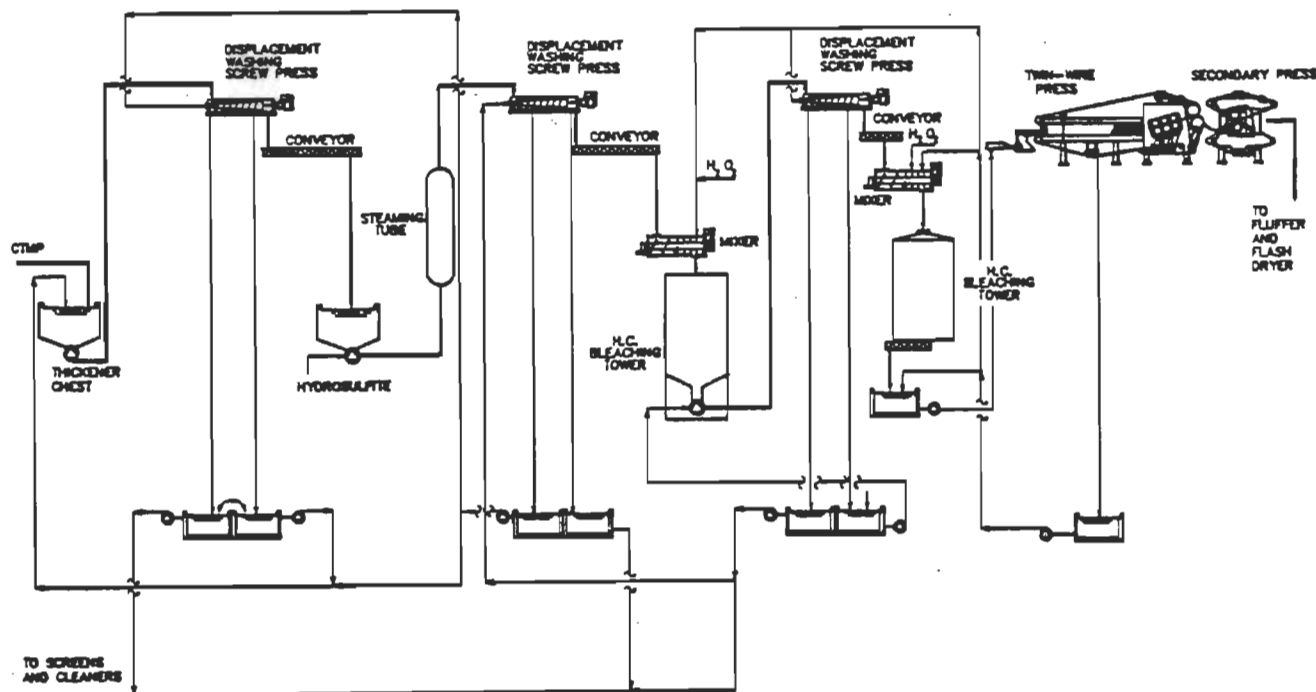 DISPLACEMENT
WASHING
SCREW PRESS
DISPLACEMENT
WASHING
SCREW PRESS
DISPLACEMENT
WASHING
SCREW PRESS
TWIN-WIRE
PRESS
SECONDARY PRESS
CONVEYOR
CONVEYOR
CONVEYOR
H₂O₂
H₂O₂
STEAMING
TUBE
MIXER
MIXER
CTMP
TO
FLUFFER
AND
FLASH
DRYER
H.C.
BLEACHING
TOWER
H.C.
BLEACHING
TOWER
THICKENER
CHEST
HYDROSULFITE
TO SCREENS
AND CLEANERS